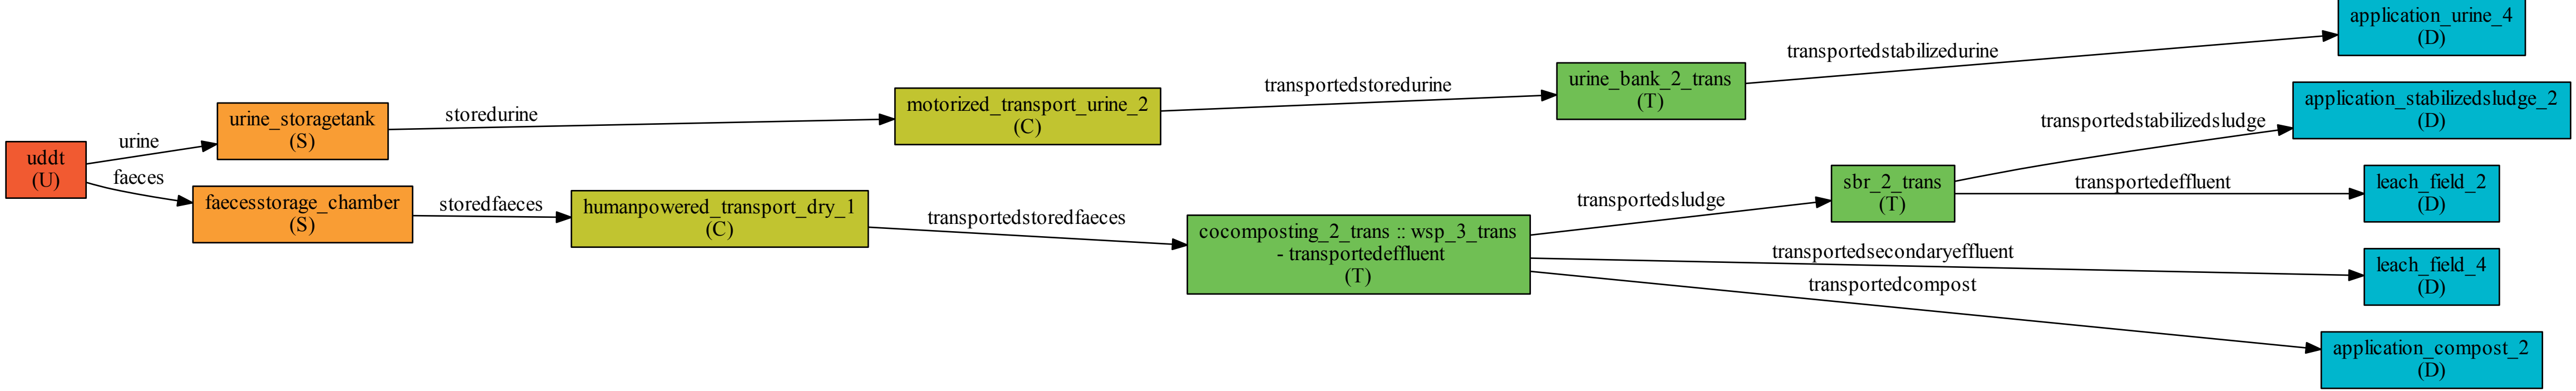 application_urine_4
(D)
transportedstabilizedurine
urine_bank_2_trans
(T)
transportedstoredurine
motorized_transport_urine_2
(C)
application_stabilizedsludge_2
(D)
transportedstabilizedsludge
urine_storagetank
(S)
storedurine
urine
uddt
(U)
faeces
faecesstorage_chamber
(S)
storedfaeces
humanpowered_transport_dry_1
(C)
transportedstoredfaeces
cocomposting_2_trans :: wsp_3_trans
- transportedeffluent
(T)
transportedsludge
sbr_2_trans
(T)
transportedeffluent
leach_field_2
(D)
transportedsecondaryeffluent
leach_field_4
(D)
transportedcompost
application_compost_2
(D)